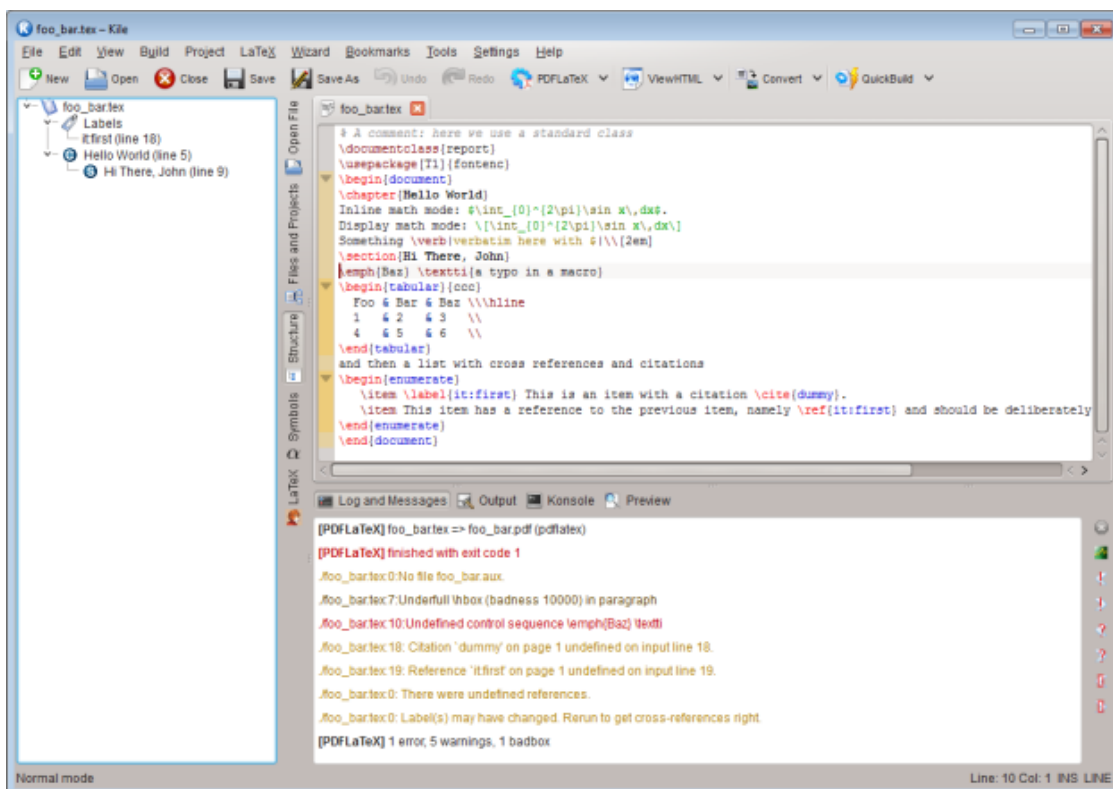 foo_bar.tex – Kile
File Edit View Build Project LaTeX Wizard Bookmarks Tools Settings Help
New Open Close Save Save As Undo Redo PDFLaTeX ViewHTML Convert QuickBuild
foo_bar.tex
Labels
it:first (line 18)
Hello World (line 5)
Hi There, John (line 9)
Open File
Files and Projects
Structure
Symbols
LaTeX
foo_bar.tex
% A comment: here we use a standard class
\documentclass{report}
\usepackage[T1]{fontenc}
\begin{document}
\chapter{Hello World}
Inline math mode: $\int_{0}^{2\pi}\sin x\,dx$.
Display math mode: \[\int_{0}^{2\pi}\sin x\,dx\]
Something \verb|verbatim here with $|\\[2em]
\section{Hi There, John}
\emph{Baz} \textti{a typo in a macro}
\begin{tabular}{ccc}
Foo & Bar & Baz \\\hline
1 & 2 & 3 \\
4 & 5 & 6 \\
\end{tabular}
and then a list with cross references and citations
\begin{enumerate}
\item \label{it:first} This is an item with a citation \cite{dummy}.
\item This item has a reference to the previous item, namely \ref{it:first} and should be deliberately
\end{enumerate}
\end{document}
Log and Messages Output Konsole Preview
[PDFLaTeX] foo_bar.tex => foo_bar.pdf (pdflatex)
[PDFLaTeX] finished with exit code 1
./foo_bar.tex:0:No file foo_bar.aux.
./foo_bar.tex:7:Underfull \hbox (badness 10000) in paragraph
./foo_bar.tex:10:Undefined control sequence \emph{Baz} \textti
./foo_bar.tex:18: Citation `dummy' on page 1 undefined on input line 18.
./foo_bar.tex:19: Reference `it:first' on page 1 undefined on input line 19.
./foo_bar.tex:0: There were undefined references.
./foo_bar.tex:0: Label(s) may have changed. Rerun to get cross-references right.
[PDFLaTeX] 1 error, 5 warnings, 1 badbox
Normal mode
Line: 10 Col: 1 INS LINE